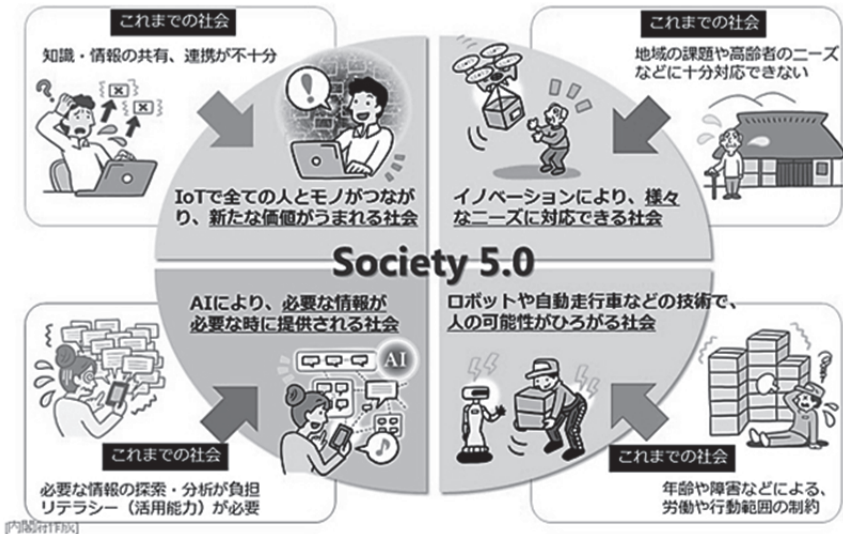 これまでの社会
知識・情報の共有、連携が不十分
IoTで全ての人とモノがつなが
り、新たな価値がうまれる社会
これまでの社会
地域の課題や高齢者のニーズ
などに十分対応できない
イノベーションにより、様々
なニーズに対応できる社会
Society 5.0
AIにより、必要な情報が
必要な時に提供される社会
AI
これまでの社会
必要な情報の探索・分析が負担
リテラシー（活用能力）が必要
ロボットや自動走行車などの技術で、
人の可能性がひろがる社会
これまでの社会
年齢や障害などによる、
労働や行動範囲の制約
[内閣府作成]